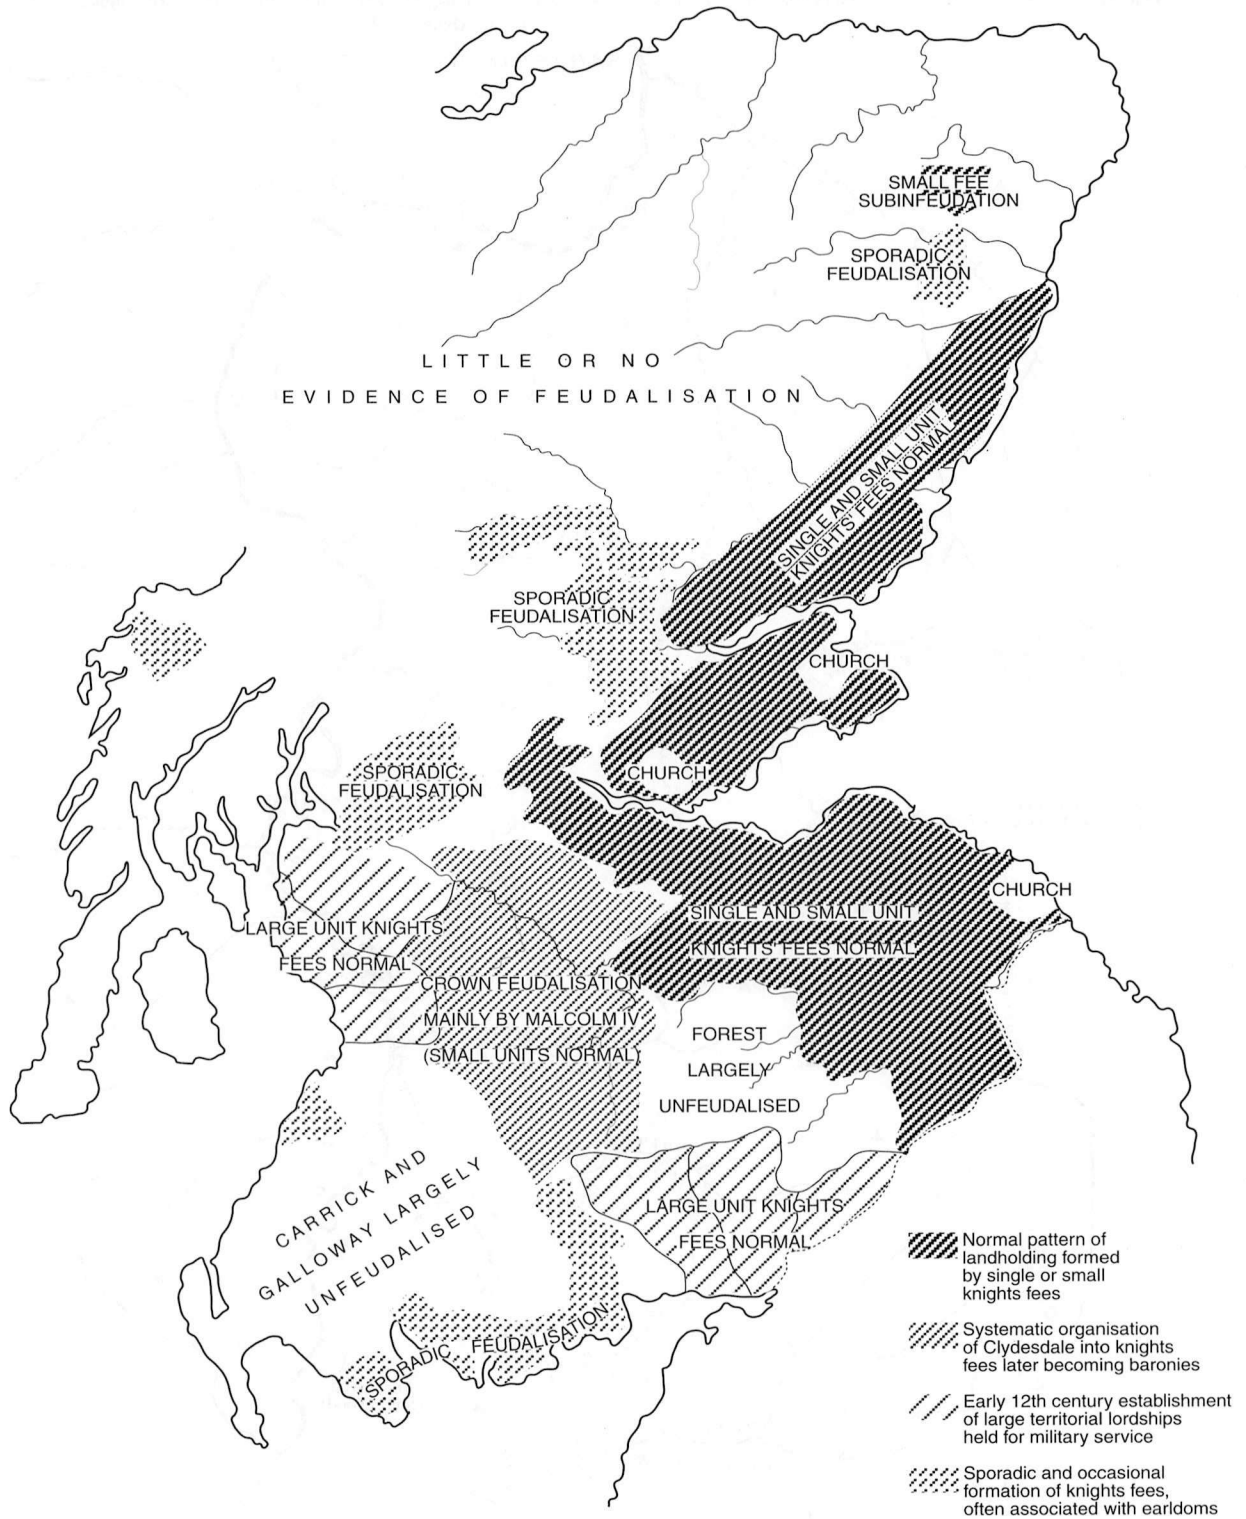 SMALL FEE
SUBINFEUDATION
SPORADIC
FEUDALISATION
LITTLE OR NO
EVIDENCE OF FEUDALISATION
SINGLE AND SMALL UNIT
KNIGHTS' FEES NORMAL
SPORADIC
FEUDALISATION
CHURCH
CHURCH
SPORADIC
FEUDALISATION
CHURCH
SINGLE AND SMALL UNIT
KNIGHTS' FEES NORMAL
LARGE UNIT KNIGHTS
FEES NORMAL
CROWN FEUDALISATION
MAINLY BY MALCOLM IV
(SMALL UNITS NORMAL)
FOREST
LARGELY
UNFEUDALISED
CARRICK AND
GALLOWAY LARGELY
UNFEUDALISED
LARGE UNIT KNIGHTS
FEES NORMAL
SPORADIC FEUDALISATION
Normal pattern of
landholding formed
by single or small
knights fees
Systematic organisation
of Clydesdale into knights
fees later becoming baronies
Early 12th century establishment
of large territorial lordships
held for military service
Sporadic and occasional
formation of knights fees,
often associated with earldoms